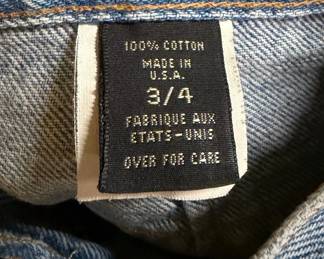 100% COTTON
MADE IN
U.S.A.
3/4
FABRIQUE AUX
ETATS-UNIS
OVER FOR CARE